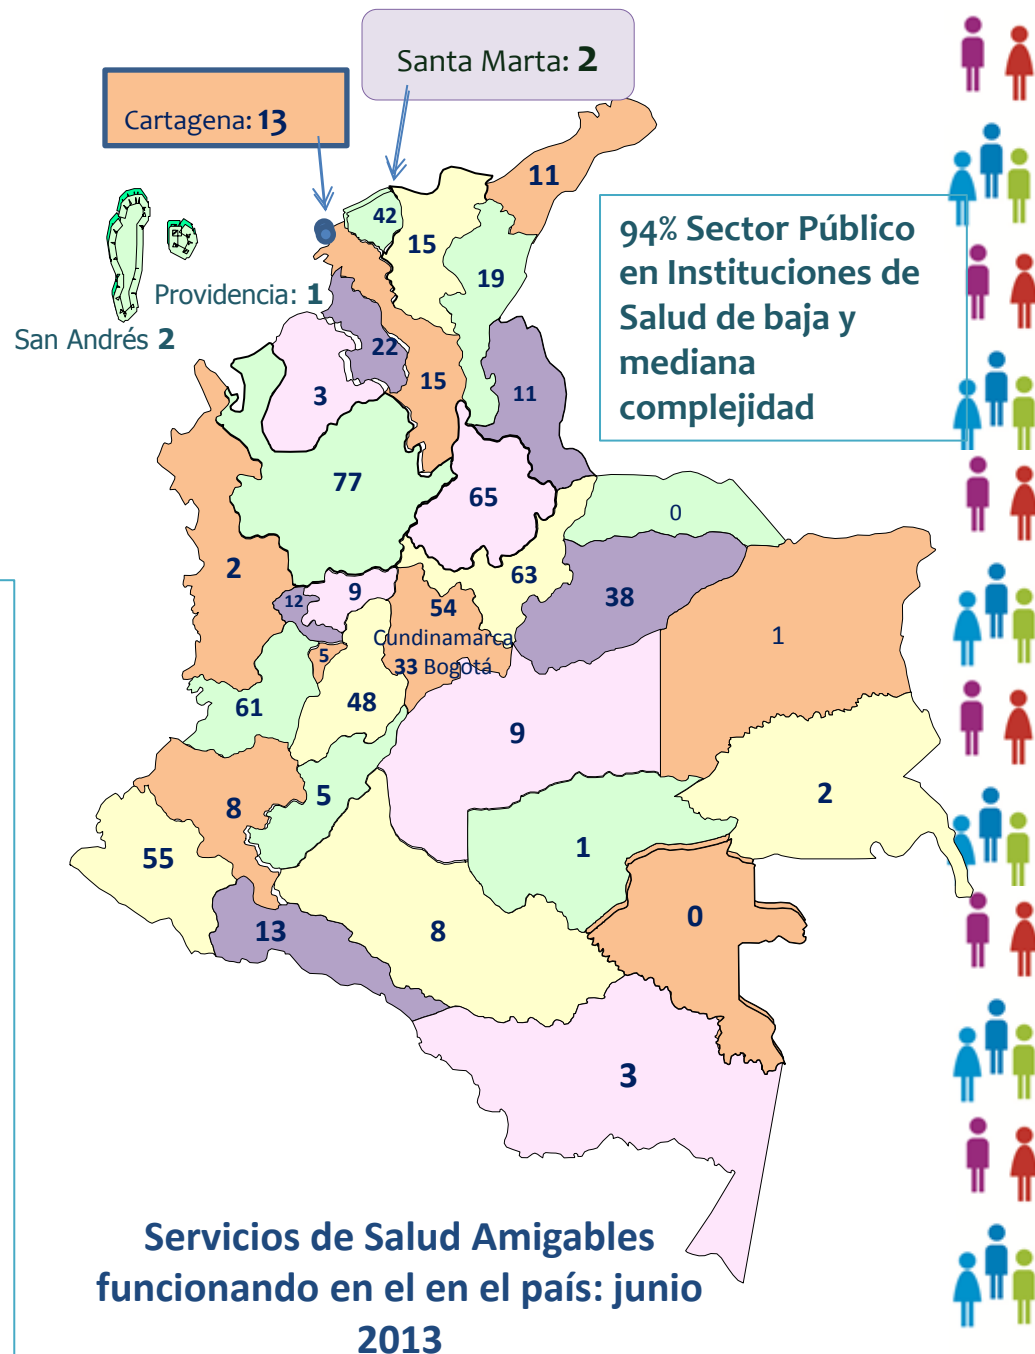 Santa Marta: 2
Cartagena: 13
11
42
15
94% Sector Público
en Instituciones de
Salud de baja y
mediana
complejidad
19
Providencia: 1
San Andrés 2
22
15
3
11
77
65
0
2
63
12
9
54
38
Cundinamarca
1
5
33 Bogotá
61
48
9
5
2
8
1
55
0
13
8
3
Servicios de Salud Amigables
funcionando en el en el país: junio
2013